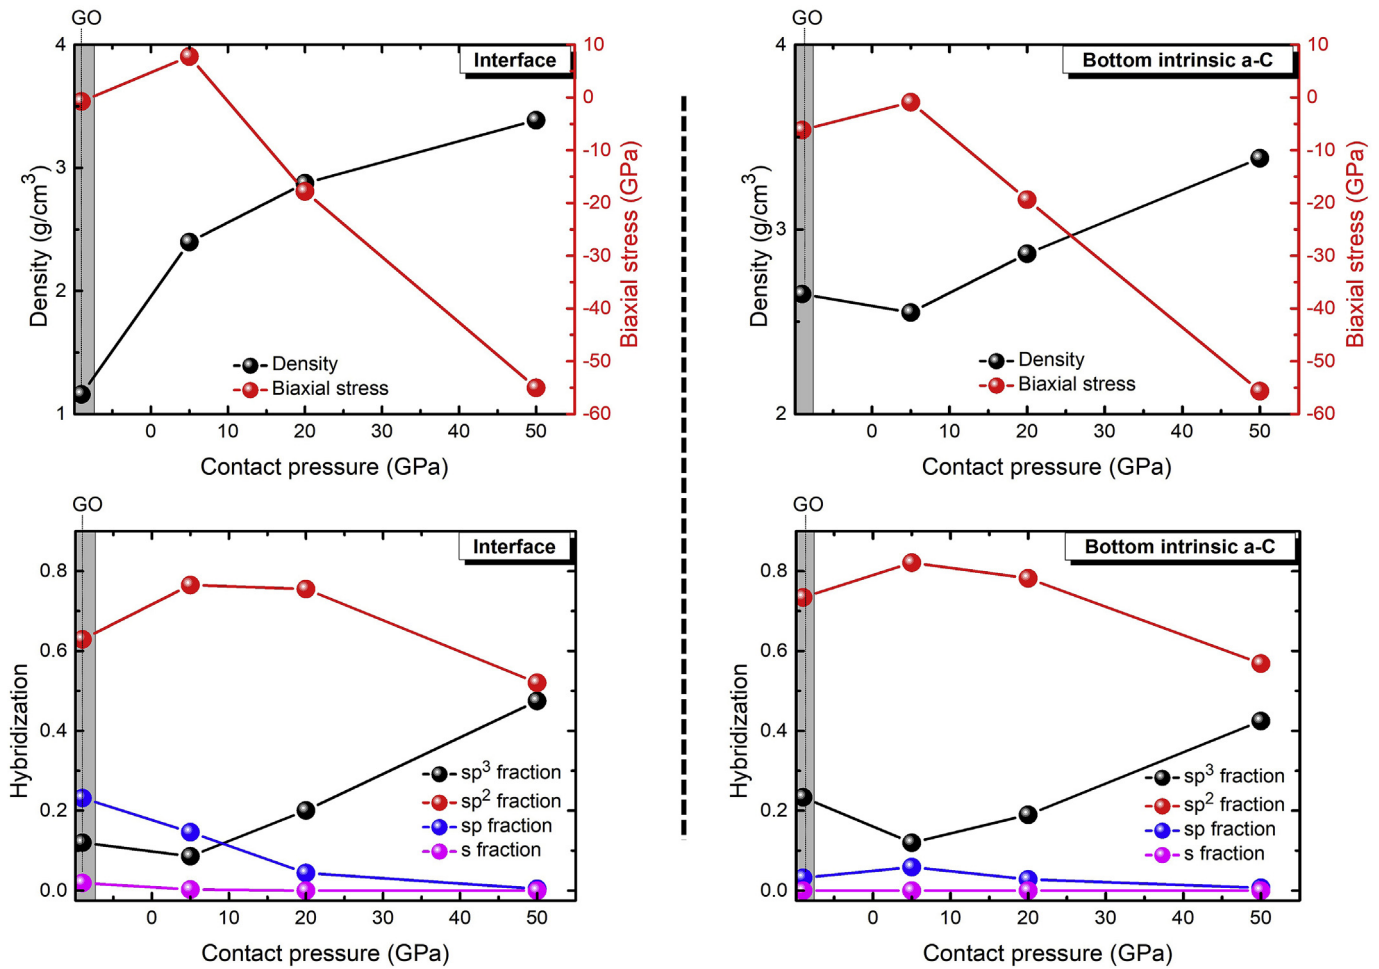 GO
Interface
4
3
2
1
Density (g/cm³)
10
0
-10
-20
-30
-40
-50
-60
Biaxial stress (GPa)
Density
Biaxial stress
0 10 20 30 40 50
Contact pressure (GPa)
GO
Bottom intrinsic a-C
4
3
2
Density (g/cm³)
10
0
-10
-20
-30
-40
-50
-60
Biaxial stress (GPa)
Density
Biaxial stress
0 10 20 30 40 50
Contact pressure (GPa)
GO
Interface
0.8
0.6
0.4
0.2
0.0
Hybridization
sp³ fraction
sp² fraction
sp fraction
s fraction
0 10 20 30 40 50
Contact pressure (GPa)
GO
Bottom intrinsic a-C
0.8
0.6
0.4
0.2
0.0
Hybridization
sp³ fraction
sp² fraction
sp fraction
s fraction
0 10 20 30 40 50
Contact pressure (GPa)